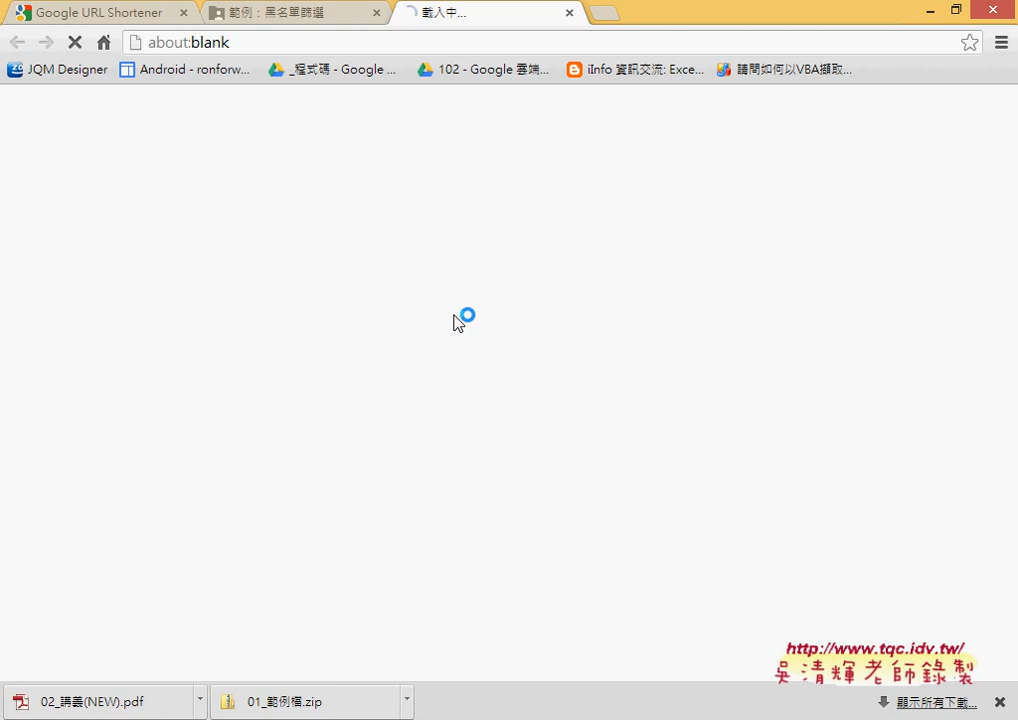 Google URL Shortener
範例：黑名單篩選
載入中...
about:blank
JQM Designer
Android - ronforw...
_程式碼 - Google ...
102 - Google 雲端...
iInfo 資訊交流: Exce...
請問如何以VBA擷取...
http://www.tqc.idv.tw/
吳清輝老師錄製
02_講義(NEW).pdf
01_範例檔.zip
顯示所有下載...